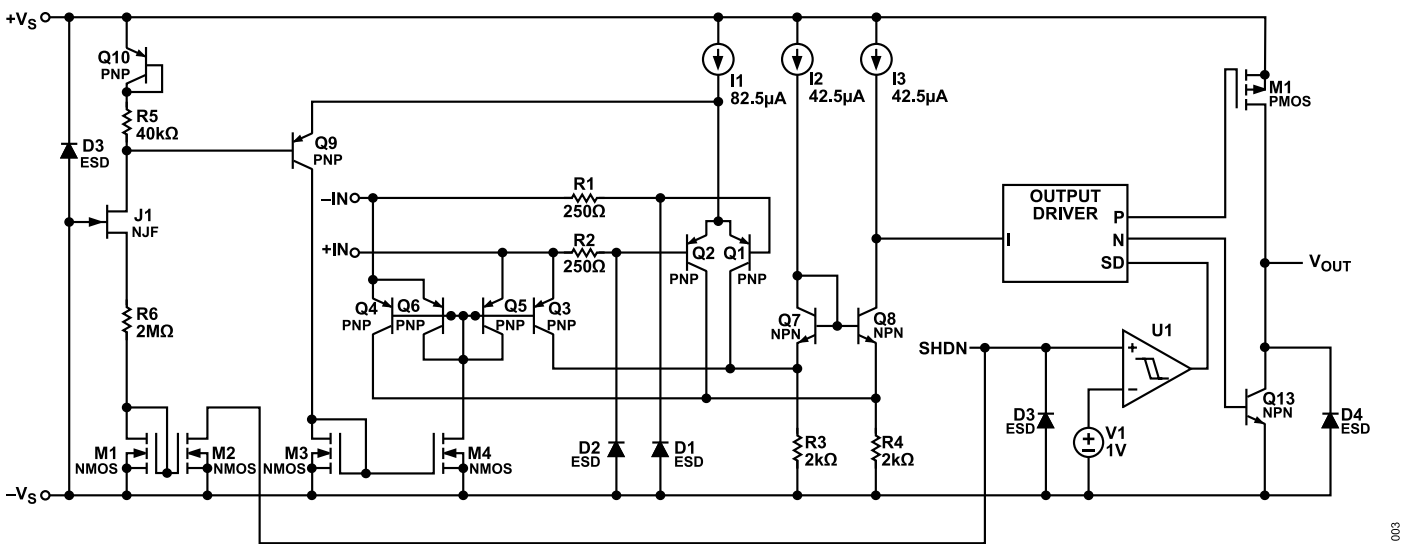 +VS
Q10
PNP
I1
82.5µA
I2
42.5µA
I3
42.5µA
M1
PMOS
R5
40kΩ
D3
ESD
Q9
PNP
–IN
R1
250Ω
+IN
R2
250Ω
J1
NJF
OUTPUT
DRIVER
I
P
N
SD
VOUT
Q2
PNP
Q1
PNP
Q4
PNP
Q6
PNP
Q5
PNP
Q3
PNP
R6
2MΩ
Q7
NPN
Q8
NPN
SHDN
U1
+
–
Q13
NPN
M1
NMOS
M2
NMOS
M3
NMOS
M4
NMOS
D2
ESD
D1
ESD
R3
2kΩ
R4
2kΩ
D3
ESD
V1
1V
D4
ESD
–VS
003